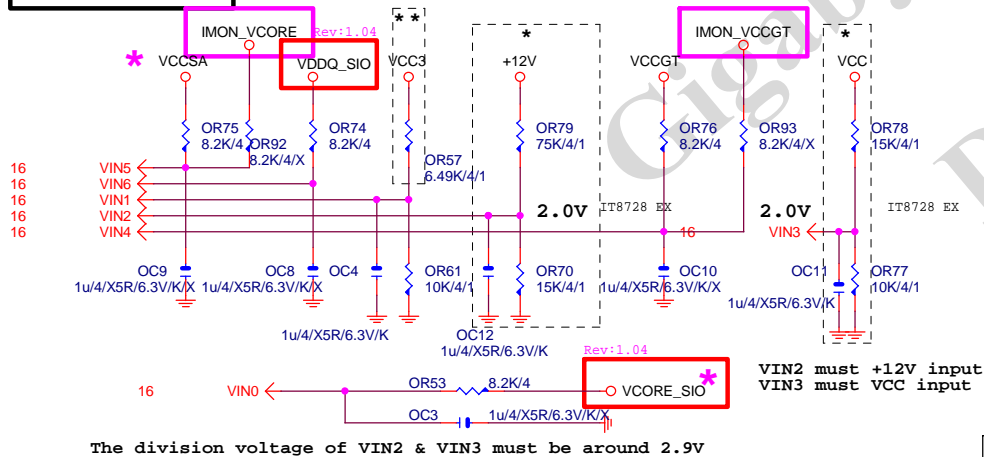 IMON_VCORE
Rev:1.04
**
*
IMON_VCCGT
*
*
VCCSA
VDDQ_SIO
VCC3
+12V
VCCGT
VCC
OR75
8.2K/4
OR92
8.2K/4/X
OR74
8.2K/4
OR57
6.49K/4/1
OR79
75K/4/1
OR76
8.2K/4
OR93
8.2K/4/X
OR78
15K/4/1
16 VIN5
16 VIN6
16 VIN1
16 VIN2
16 VIN4
2.0V
IT8728 EX
16
2.0V
VIN3
IT8728 EX
OC9
1u/4/X5R/6.3V/K/X
OC8
1u/4/X5R/6.3V/K/X
OC4
1u/4/X5R/6.3V/K
OR61
10K/4/1
OC12
1u/4/X5R/6.3V/K
OR70
15K/4/1
OC10
1u/4/X5R/6.3V/K/X
OC11
1u/4/X5R/6.3V/K
OR77
10K/4/1
Rev:1.04
VIN2 must +12V input
VIN3 must VCC input
16 VIN0
OR53
8.2K/4
VCORE_SIO
*
OC3
1u/4/X5R/6.3V/K/X
The division voltage of VIN2 & VIN3 must be around 2.9V